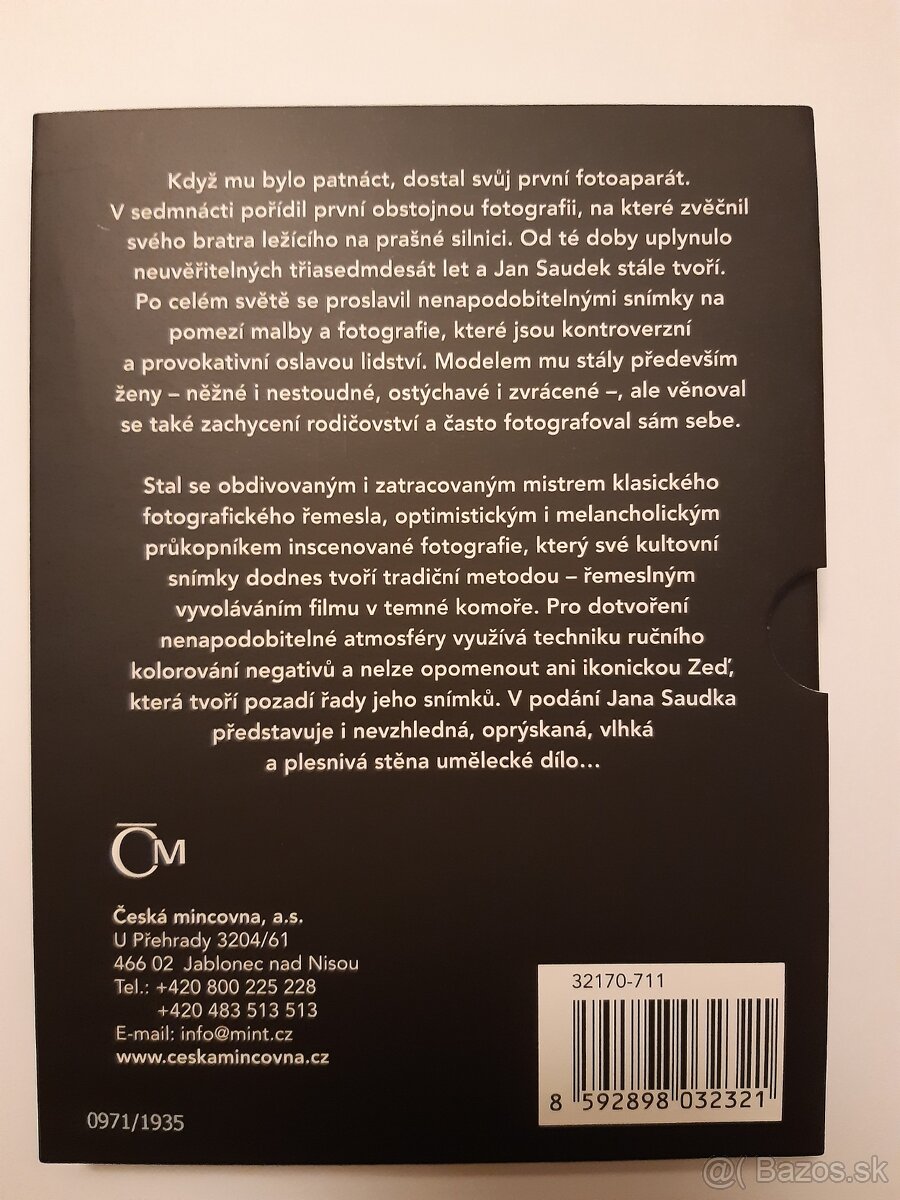 Když mu bylo patnáct, dostal svůj první fotoaparát.
V sedmnácti pořídil první obstojnou fotografii, na které zvěčnil
svého bratra ležícího na prašné silnici. Od té doby uplynulo
neuvěřitelných třiasedmdesát let a Jan Saudek stále tvoří.
Po celém světě se proslavil nenapodobitelnými snímky na
pomezí malby a fotografie, které jsou kontroverzní
a provokativní oslavou lidství. Modelem mu stály především
ženy – něžné i nestoudné, ostýchavé i zvrácené –, ale věnoval
se také zachycení rodičovství a často fotografoval sám sebe.
Stal se obdivovaným i zatracovaným mistrem klasického
fotografického řemesla, optimistickým i melancholickým
průkopníkem inscenované fotografie, který své kultovní
snímky dodnes tvoří tradiční metodou – řemeslným
vyvoláváním filmu v temné komoře. Pro dotvoření
nenapodobitelné atmosféry využívá techniku ručního
kolorování negativů a nelze opomenout ani ikonickou Zeď,
která tvoří pozadí řady jeho snímků. V podání Jana Saudka
představuje i nevzhledná, oprýskaná, vlhká
a plesnivá stěna umělecké dílo...
ČM
Česká mincovna, a.s.
U Přehrady 3204/61
466 02 Jablonec nad Nisou
Tel.: +420 800 225 228
+420 483 513 513
E-mail: info@mint.cz
www.ceskamincovna.cz
0971/1935
32170-711
8 592898 032321
@( Bazos.sk